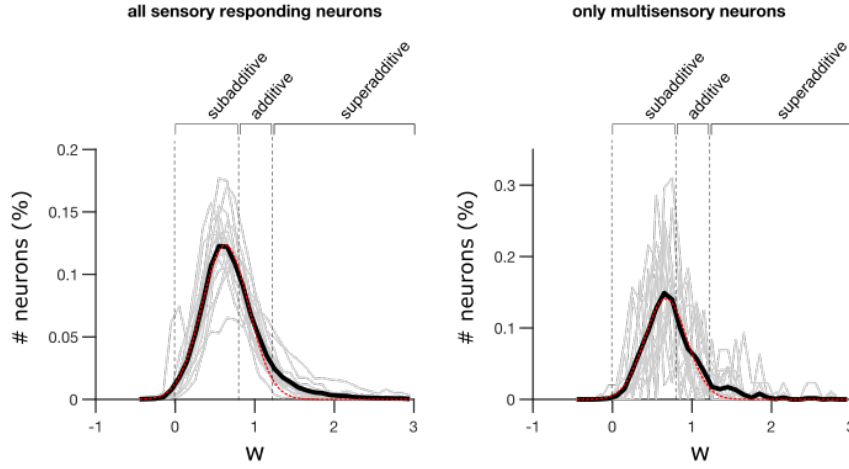 all sensory responding neurons
only multisensory neurons
subadditive
additive
superadditive
subadditive
additive
superadditive
0.2
0.15
0.1
0.05
0
# neurons (%)
-1
0
1
2
3
W
0.3
0.2
0.1
0
# neurons (%)
-1
0
1
2
3
W